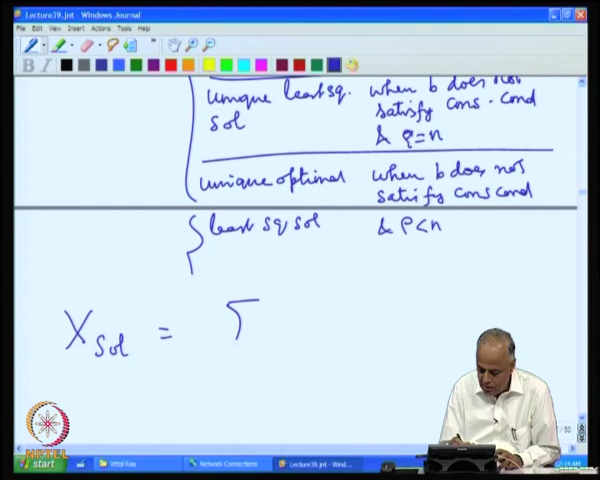 Lecture39.jnt - Windows Journal
File Edit View Insert Actions Tools Help
B I
unique least sq. when b does not
sol satisfy cons. cond
& ρ=n
unique optimal when b does not
satisfy cons cond
least sq sol & ρ<n
X sol =
NPTEL
start Vittal Rao Network Connections Lecture39.jnt - Wind...